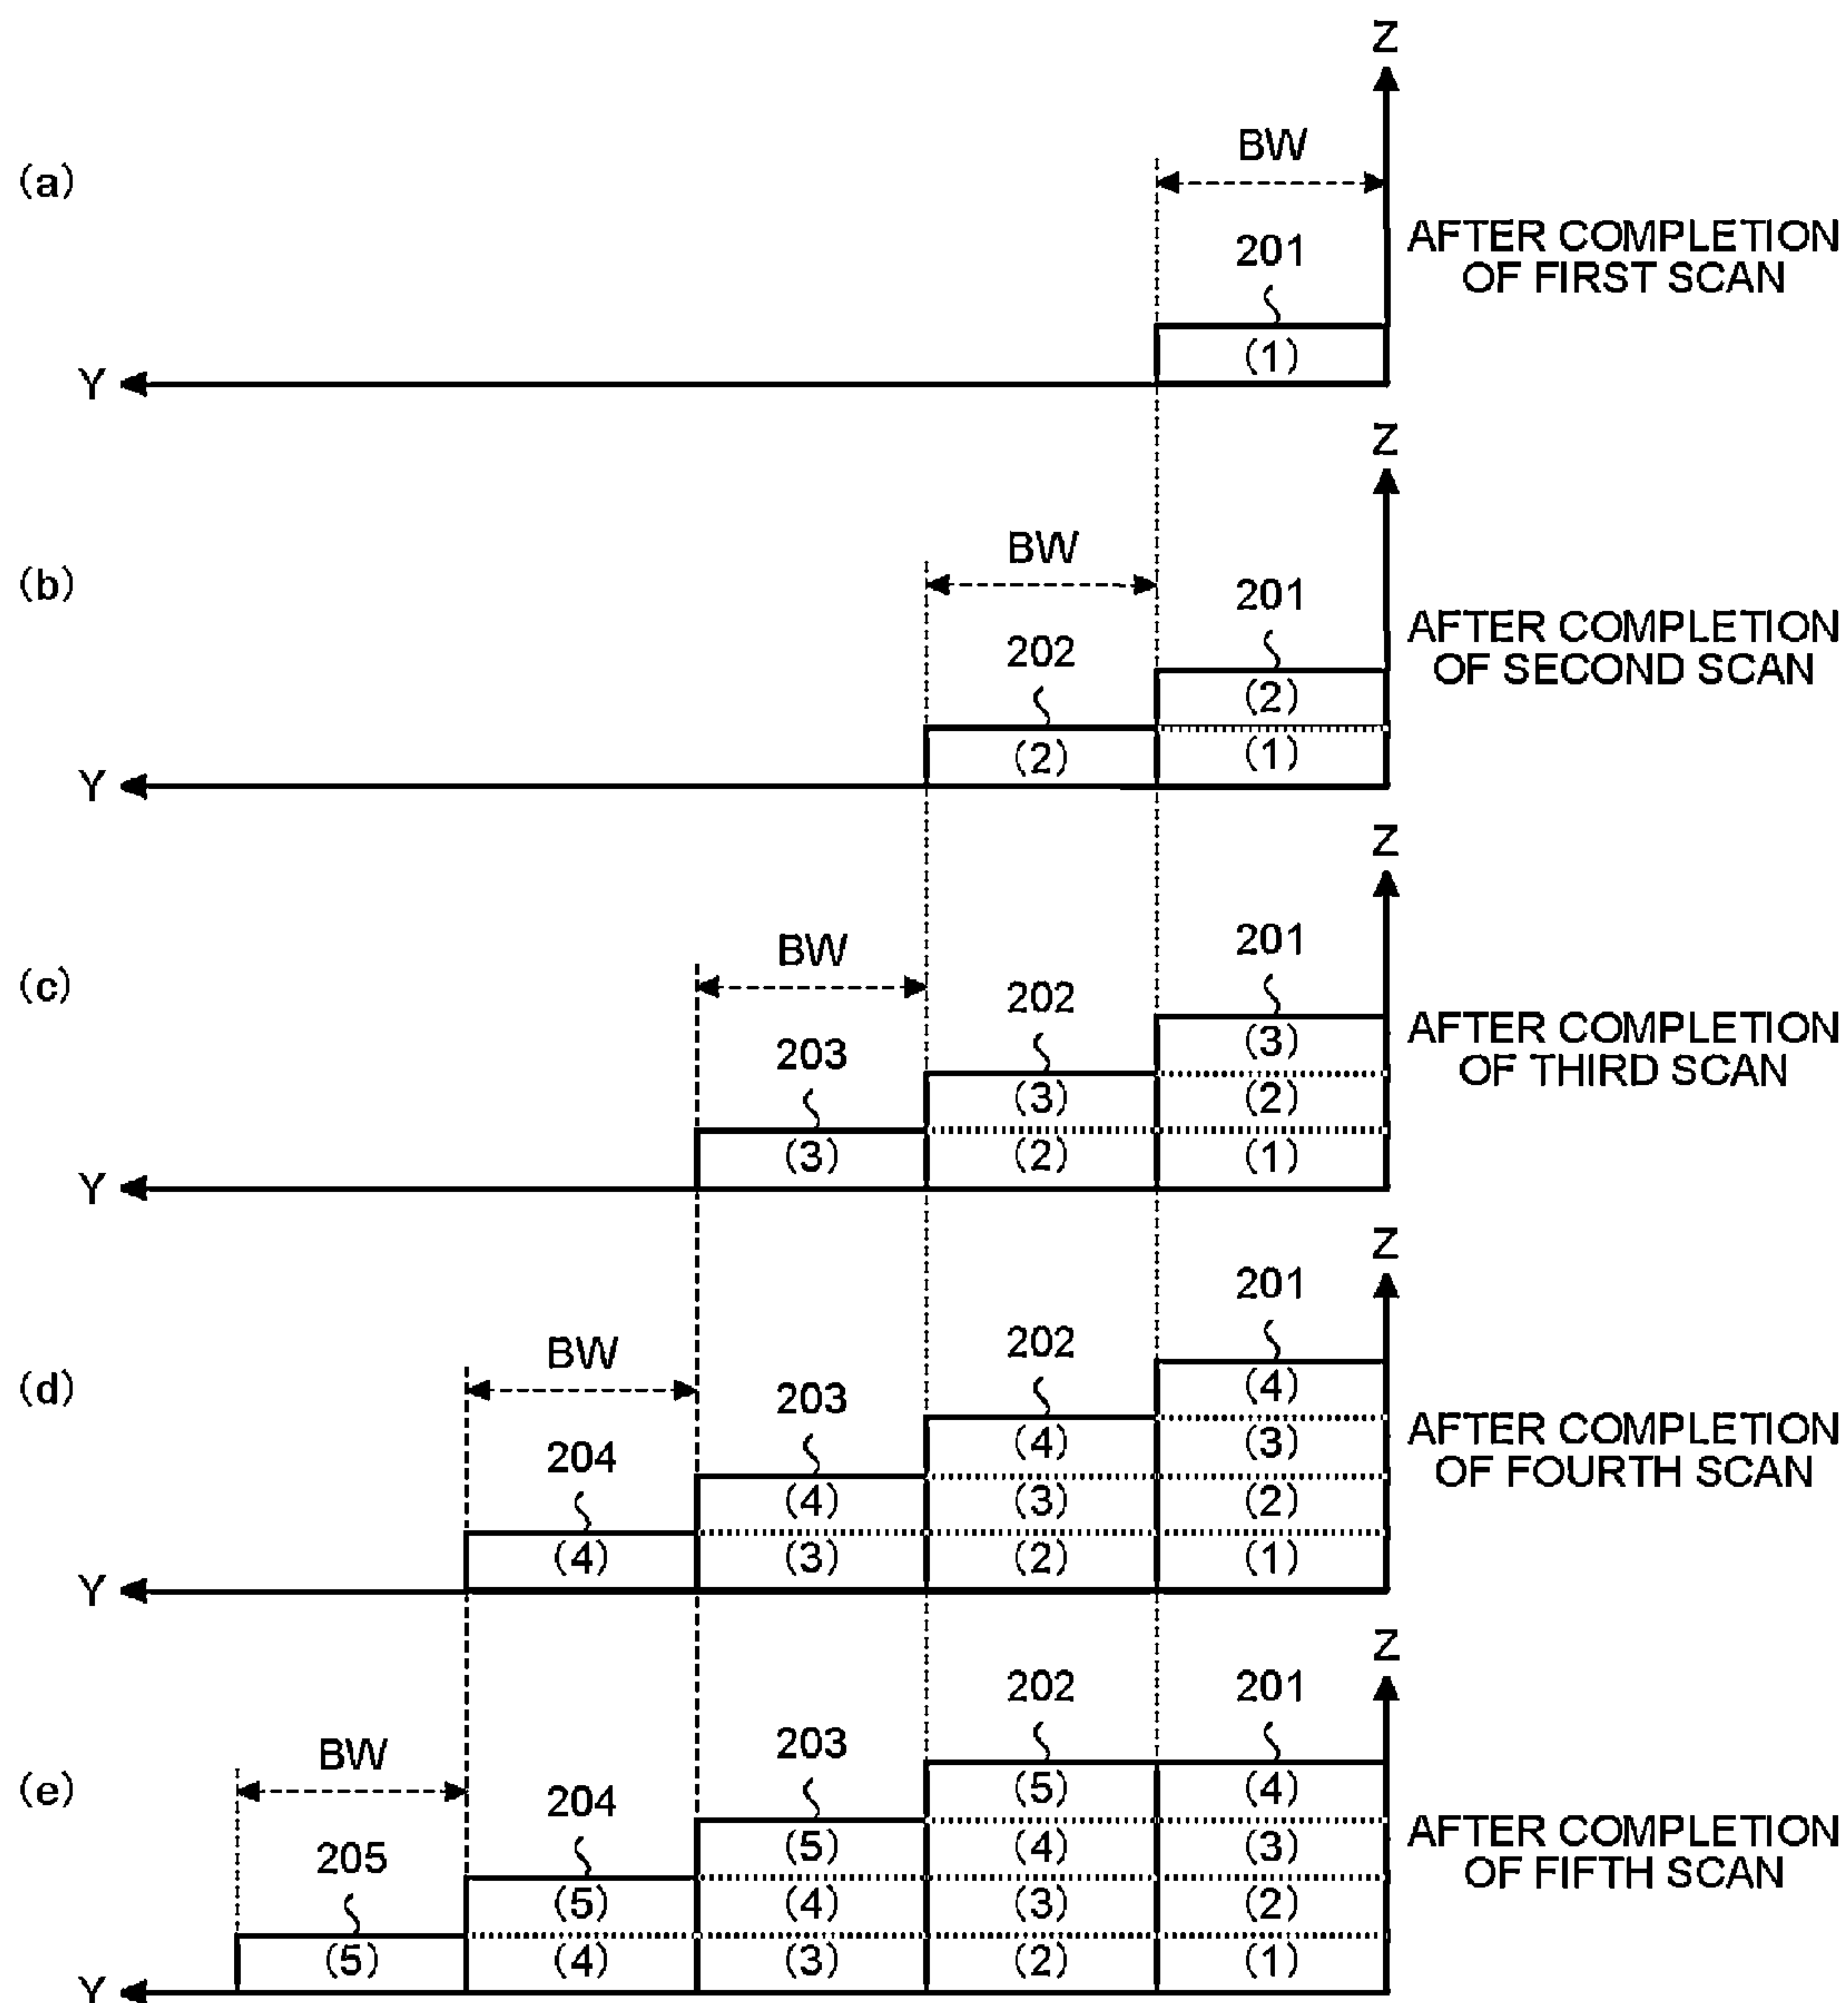 Z
(a)
BW
201
AFTER COMPLETION
OF FIRST SCAN
(1)
Y
Z
(b)
BW
201
202
AFTER COMPLETION
OF SECOND SCAN
(2)
(2) (1)
Y
Z
(c)
BW
201
202
203
AFTER COMPLETION
OF THIRD SCAN
(3)
(3) (2)
(3) (2) (1)
Y
Z
(d)
BW
201
202
203
204
AFTER COMPLETION
OF FOURTH SCAN
(4)
(4) (3)
(4) (3) (2)
(4) (3) (2) (1)
Y
Z
(e)
BW
202 201
203
204
205
AFTER COMPLETION
OF FIFTH SCAN
(5) (4)
(5) (4) (3)
(5) (4) (3) (2)
(5) (4) (3) (2) (1)
Y